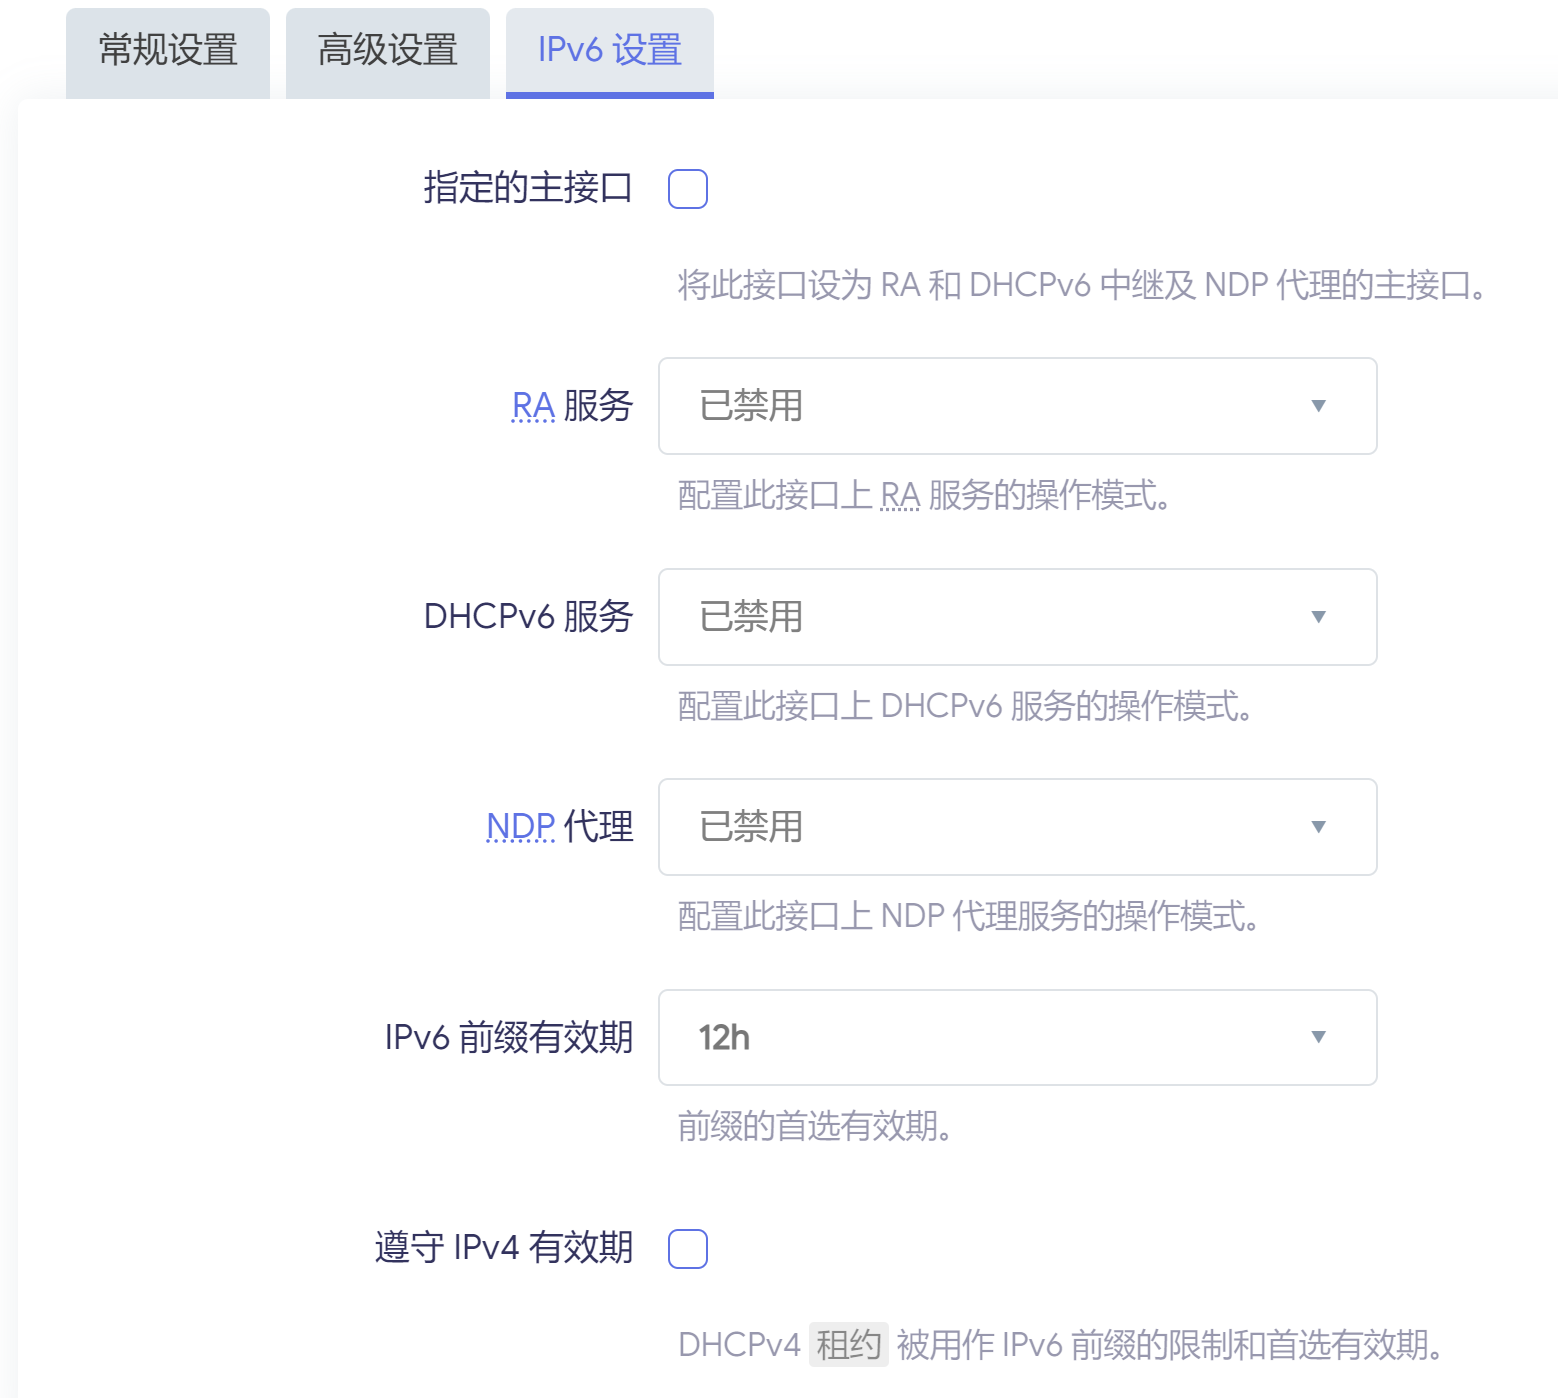 常规设置 高级设置 IPv6 设置
指定的主接口
将此接口设为 RA 和 DHCPv6 中继及 NDP 代理的主接口。
RA 服务 已禁用
配置此接口上 RA 服务的操作模式。
DHCPv6 服务 已禁用
配置此接口上 DHCPv6 服务的操作模式。
NDP 代理 已禁用
配置此接口上 NDP 代理服务的操作模式。
IPv6 前缀有效期 12h
前缀的首选有效期。
遵守 IPv4 有效期
DHCPv4 租约 被用作 IPv6 前缀的限制和首选有效期。